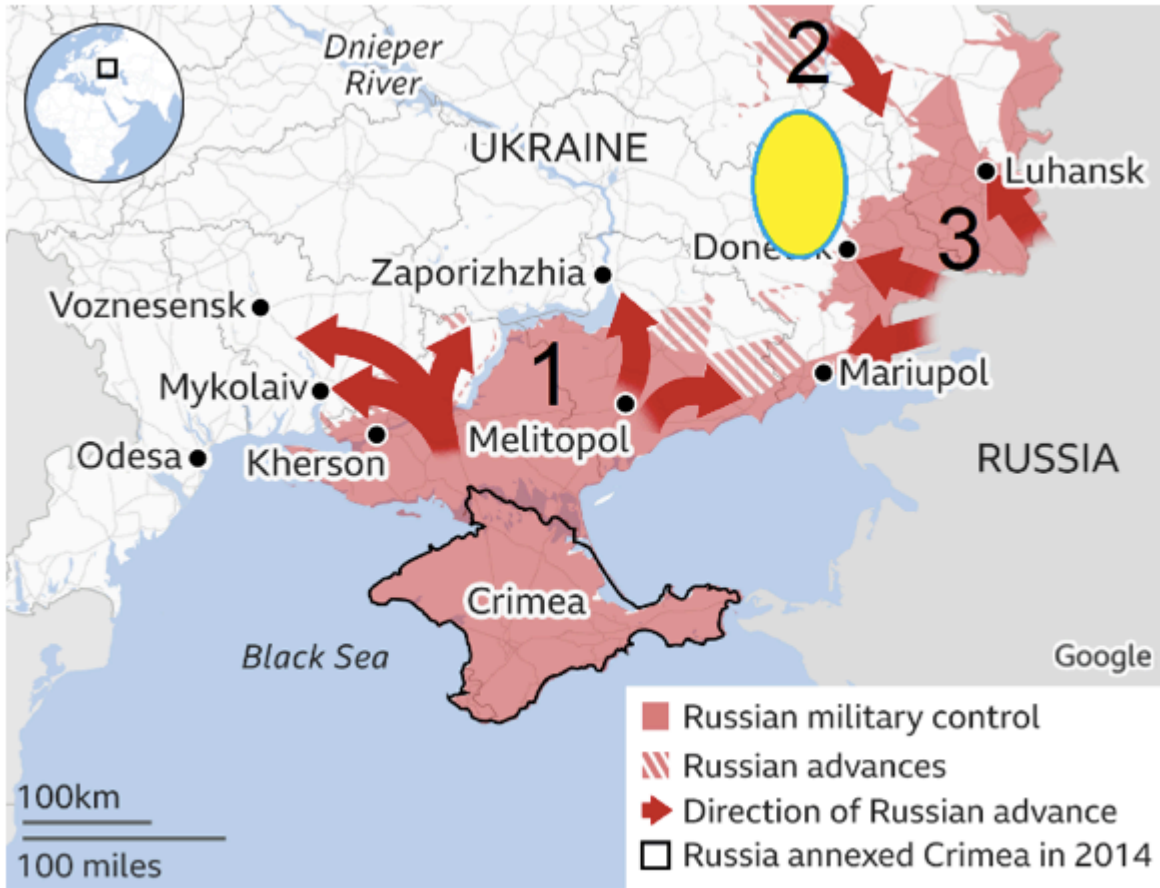 Dnieper
River
2
UKRAINE
Luhansk
3
Zaporizhzhia
Voznesensk
1
Mykolaiv
Mariupol
Melitopol
Odesa
Kherson
RUSSIA
Crimea
Black Sea
Google
Russian military control
Russian advances
Direction of Russian advance
Russia annexed Crimea in 2014
100km
100 miles